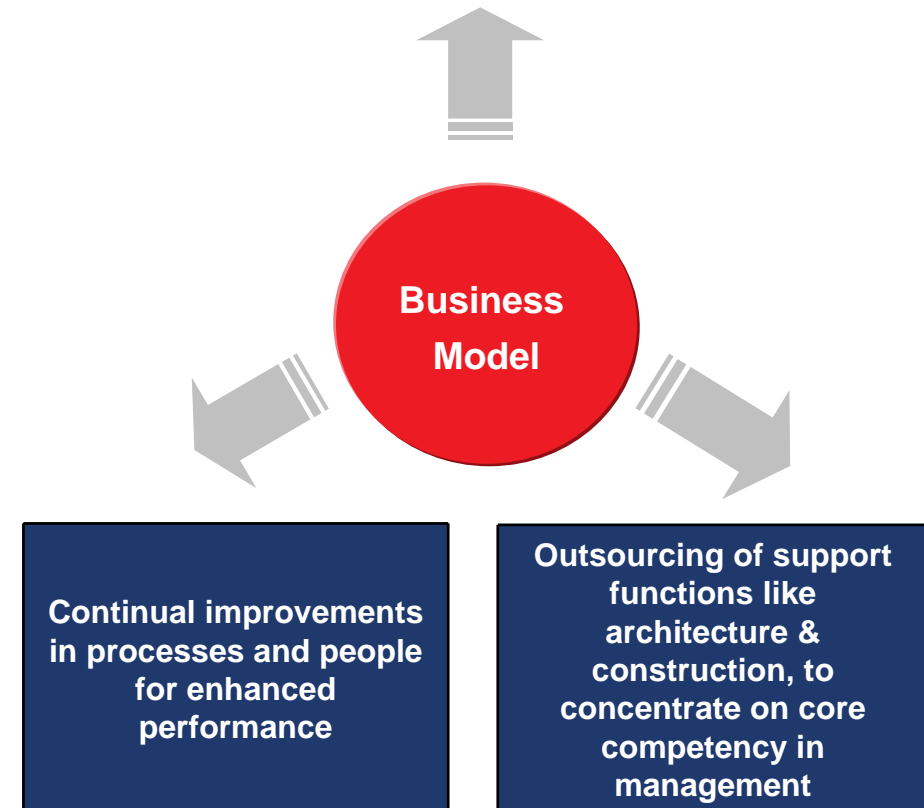 Business
Model
Continual improvements
in processes and people
for enhanced
performance
Outsourcing of support
functions like
architecture &
construction, to
concentrate on core
competency in
management